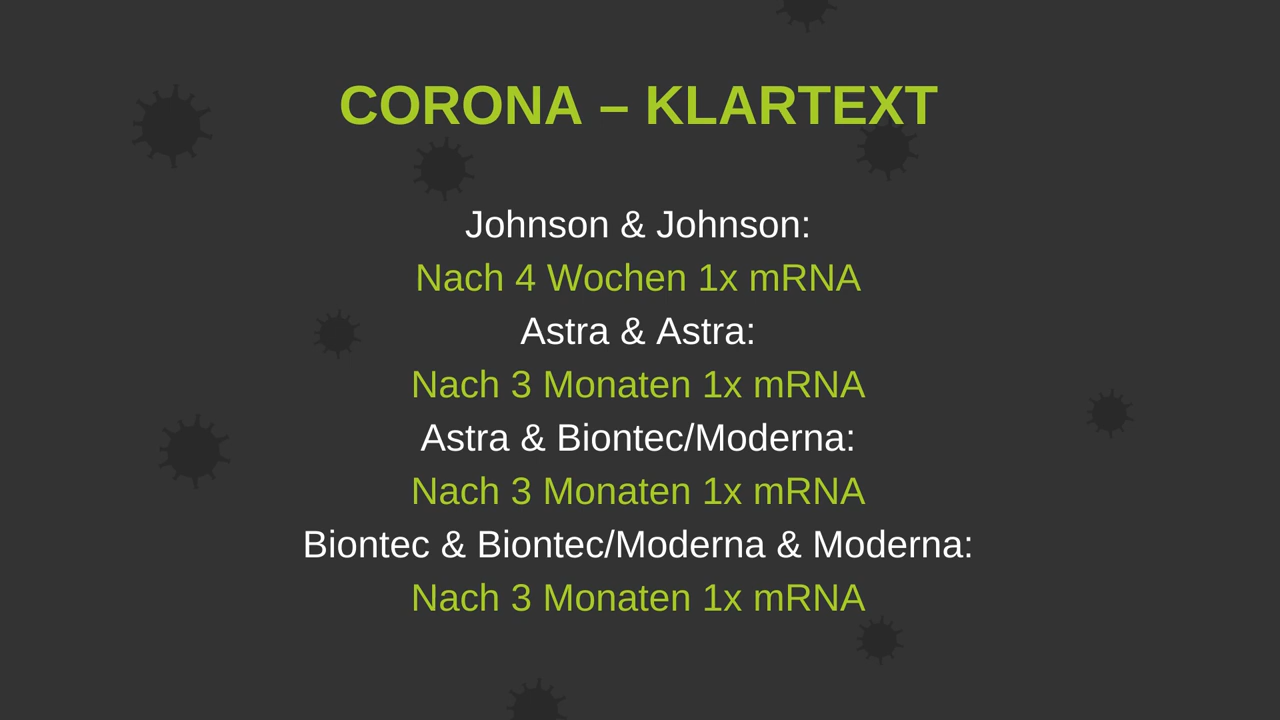 CORONA – KLARTEXT
Johnson & Johnson:
Nach 4 Wochen 1x mRNA
Astra & Astra:
Nach 3 Monaten 1x mRNA
Astra & Biontec/Moderna:
Nach 3 Monaten 1x mRNA
Biontec & Biontec/Moderna & Moderna:
Nach 3 Monaten 1x mRNA